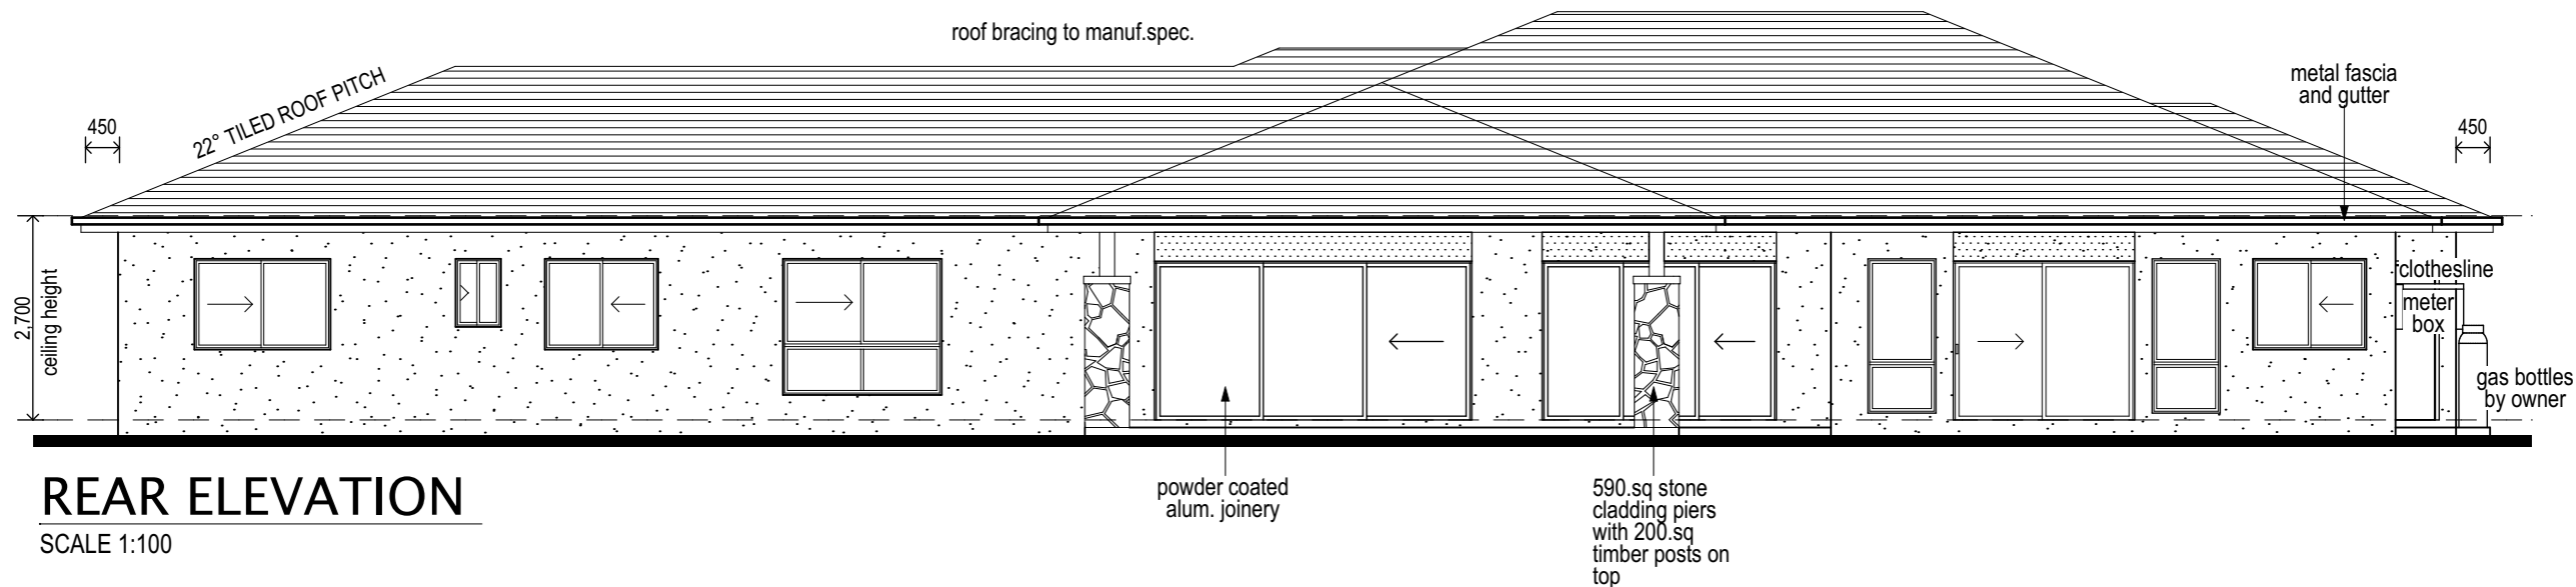 roof bracing to manuf.spec.
22° TILED ROOF PITCH
metal fascia
and gutter
450
450
2,700
ceiling height
clothesline
meter
box
gas bottles
by owner
powder coated
alum. joinery
590.sq stone
cladding piers
with 200.sq
timber posts on
top
REAR ELEVATION
SCALE 1:100